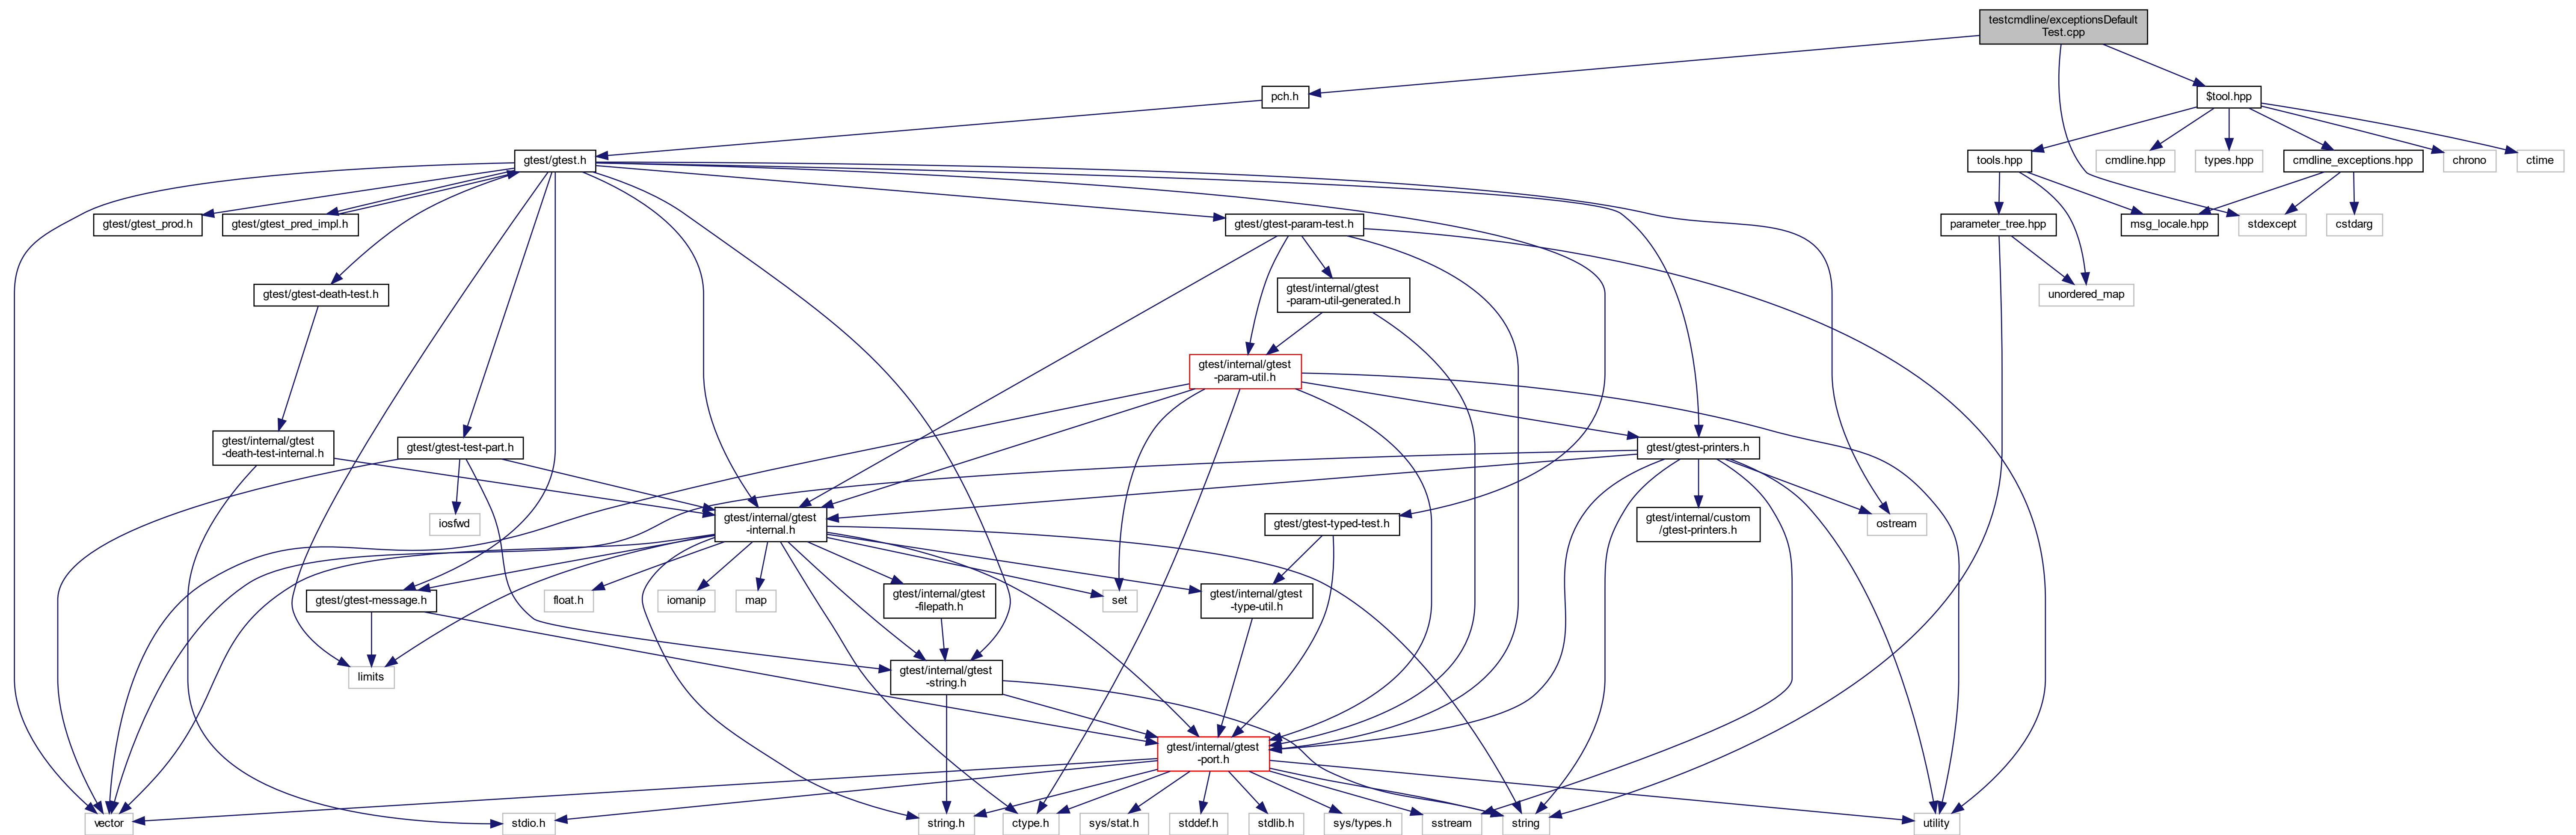 testcmdline/exceptionsDefault
Test.cpp
pch.h
$tool.hpp
gtest/gtest.h
tools.hpp
cmdline.hpp
types.hpp
cmdline_exceptions.hpp
chrono
ctime
gtest/gtest_prod.h
gtest/gtest_pred_impl.h
gtest/gtest-param-test.h
parameter_tree.hpp
msg_locale.hpp
stdexcept
cstdarg
gtest/gtest-death-test.h
gtest/internal/gtest
-param-util-generated.h
unordered_map
gtest/internal/gtest
-param-util.h
gtest/internal/gtest
-death-test-internal.h
gtest/gtest-test-part.h
gtest/gtest-printers.h
iosfwd
gtest/internal/gtest
-internal.h
gtest/gtest-typed-test.h
gtest/internal/custom
/gtest-printers.h
ostream
gtest/gtest-message.h
float.h
iomanip
map
gtest/internal/gtest
-filepath.h
set
gtest/internal/gtest
-type-util.h
limits
gtest/internal/gtest
-string.h
gtest/internal/gtest
-port.h
vector
stdio.h
string.h
ctype.h
sys/stat.h
stddef.h
stdlib.h
sys/types.h
sstream
string
utility